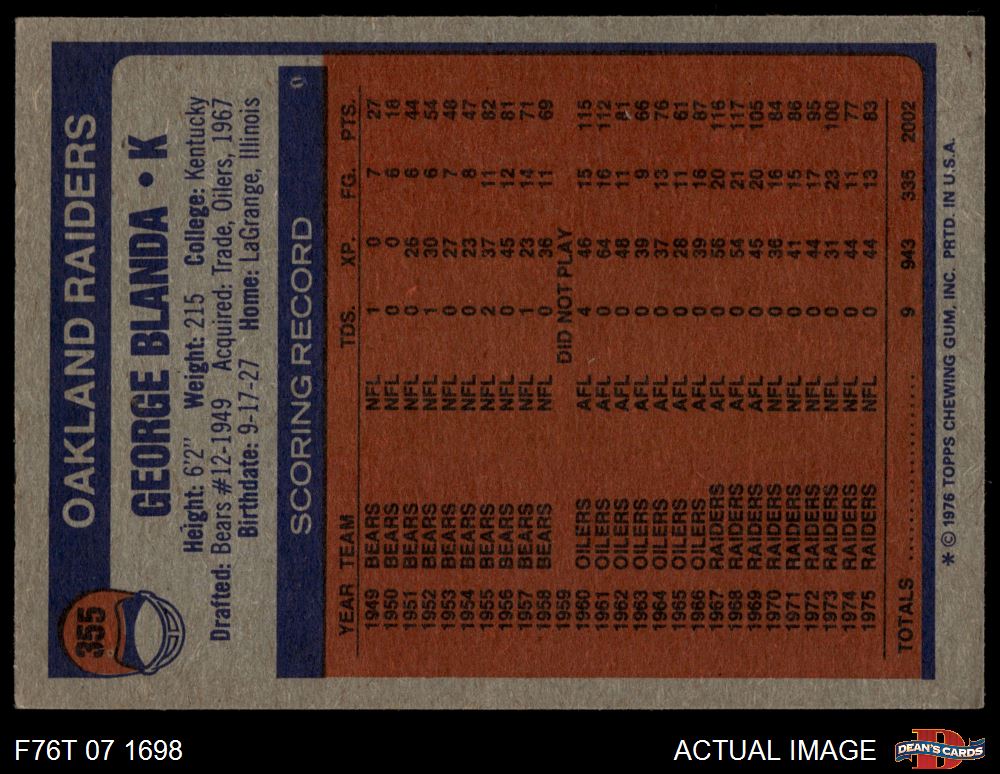 OAKLAND RAIDERS
355
GEORGE BLANDA • K
Height: 6'2" Weight: 215 College: Kentucky
Drafted: Bears #12-1949 Acquired: Trade, Oilers, 1967
Birthdate: 9-17-27 Home: LaGrange, Illinois
SCORING RECORD
YEAR TEAM TDS. XP. FG. PTS.
1949 BEARS NFL 1 0 7 27
1950 BEARS NFL 0 0 6 18
1951 BEARS NFL 0 26 6 44
1952 BEARS NFL 1 30 6 54
1953 BEARS NFL 0 27 7 48
1954 BEARS NFL 0 23 8 47
1955 BEARS NFL 2 37 11 82
1956 BEARS NFL 0 45 12 81
1957 BEARS NFL 1 23 14 71
1958 BEARS NFL 0 36 11 69
1959 DID NOT PLAY
1960 OILERS AFL 4 46 15 115
1961 OILERS AFL 0 64 16 112
1962 OILERS AFL 0 48 11 81
1963 OILERS AFL 0 39 9 66
1964 OILERS AFL 0 37 13 76
1965 OILERS AFL 0 28 11 61
1966 OILERS AFL 0 39 16 87
1967 RAIDERS AFL 0 56 20 116
1968 RAIDERS AFL 0 54 21 117
1969 RAIDERS AFL 0 45 20 105
1970 RAIDERS NFL 0 36 16 84
1971 RAIDERS NFL 0 41 15 86
1972 RAIDERS NFL 0 44 17 95
1973 RAIDERS NFL 0 31 23 100
1974 RAIDERS NFL 0 44 11 77
1975 RAIDERS NFL 0 44 13 83
TOTALS .................... 9 943 335 2002
* © 1976 TOPPS CHEWING GUM, INC. PRTD. IN U.S.A.
F76T 07 1698
ACTUAL IMAGE
D
DEAN'S CARDS